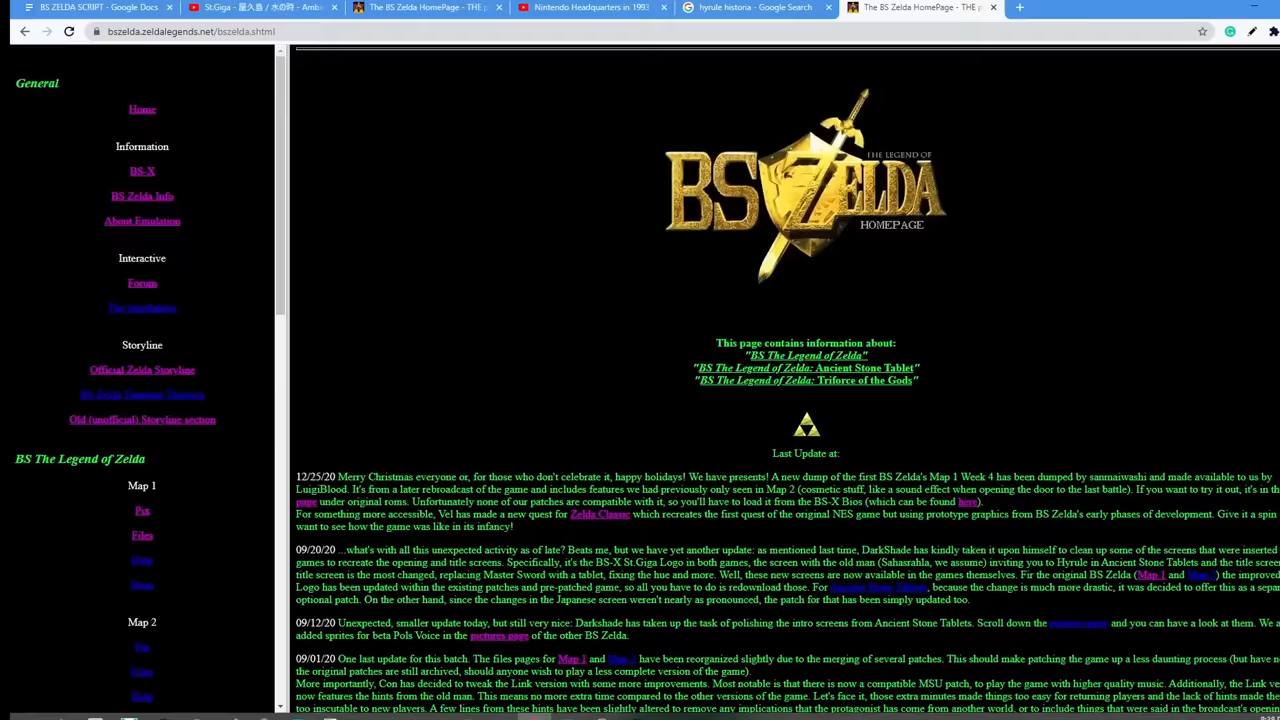 BS ZELDA SCRIPT - Google Docs
St.Giga - 屋久島 / 水の時 - Ambi
The BS Zelda HomePage - THE p
Nintendo Headquarters in 1993
hyrule historia - Google Search
The BS Zelda HomePage - THE p
bszelda.zeldalegends.net/bszelda.shtml
General
Home
Information
BS-X
BS Zelda Info
About Emulation
Interactive
Forum
Storyline
Official Zelda Storyline
Old (unofficial) Storyline section
BS The Legend of Zelda
Map 1
Pix
Files
Map 2
BS THE LEGEND OF ZELDA
HOMEPAGE
This page contains information about:
"BS The Legend of Zelda"
"BS The Legend of Zelda: Ancient Stone Tablet"
"BS The Legend of Zelda: Triforce of the Gods"
Last Update at:
12/25/20 Merry Christmas everyone or, for those who don't celebrate it, happy holidays! We have presents! A new dump of the first BS Zelda's Map 1 Week 4 has been dumped by sanmaiwashi and made available to us by
LuigiBlood. It's from a later rebroadcast of the game and includes features we had previously only seen in Map 2 (cosmetic stuff, like a sound effect when opening the door to the last battle). If you want to try it out, it's in the
page under original roms. Unfortunately none of our patches are compatible with it, so you'll have to load it from the BS-X Bios (which can be found here).
For something more accessible, Vel has made a new quest for Zelda Classic which recreates the first quest of the original NES game but using prototype graphics from BS Zelda's early phases of development. Give it a spin
want to see how the game was like in its infancy!
09/20/20 ...what's with all this unexpected activity as of late? Beats me, but we have yet another update: as mentioned last time, DarkShade has kindly taken it upon himself to clean up some of the screens that were inserted
games to recreate the opening and title screens. Specifically, it's the BS-X St.Giga Logo in both games, the screen with the old man (Sahasrahla, we assume) inviting you to Hyrule in Ancient Stone Tablets and the title scree
title screen is the most changed, replacing Master Sword with a tablet, fixing the hue and more. Well, these new screens are now available in the games themselves. Fir the original BS Zelda (Map 1 and ) the improved
Logo has been updated within the existing patches and pre-patched game, so all you have to do is redownload those. For , because the change is much more drastic, it was decided to offer this as a separ
optional patch. On the other hand, since the changes in the Japanese screen weren't nearly as pronounced, the patch for that has been simply updated too.
09/12/20 Unexpected, smaller update today, but still very nice: Darkshade has taken up the task of polishing the intro screens from Ancient Stone Tablets. Scroll down the and you can have a look at them. We a
added sprites for beta Pols Voice in the pictures page of the other BS Zelda.
09/01/20 One last update for this batch. The files pages for Map 1 and have been reorganized slightly due to the merging of several patches. This should make patching the game up a less daunting process (but have no
the original patches are still archived, should anyone wish to play a less complete version of the game).
More importantly, Con has decided to tweak the Link version with some more improvements. Most notable is that there is now a compatible MSU patch, to play the game with higher quality music. Additionally, the Link ve
now features the hints from the old man. This means no more extra time compared to the other versions of the game. Let's face it, those extra minutes made things too easy for returning players and the lack of hints made the
too inscrutable to new players. A few lines from these hints have been slightly altered to remove any implications that the protagonist has come from another world, or to include things that were said in the broadcast's openin